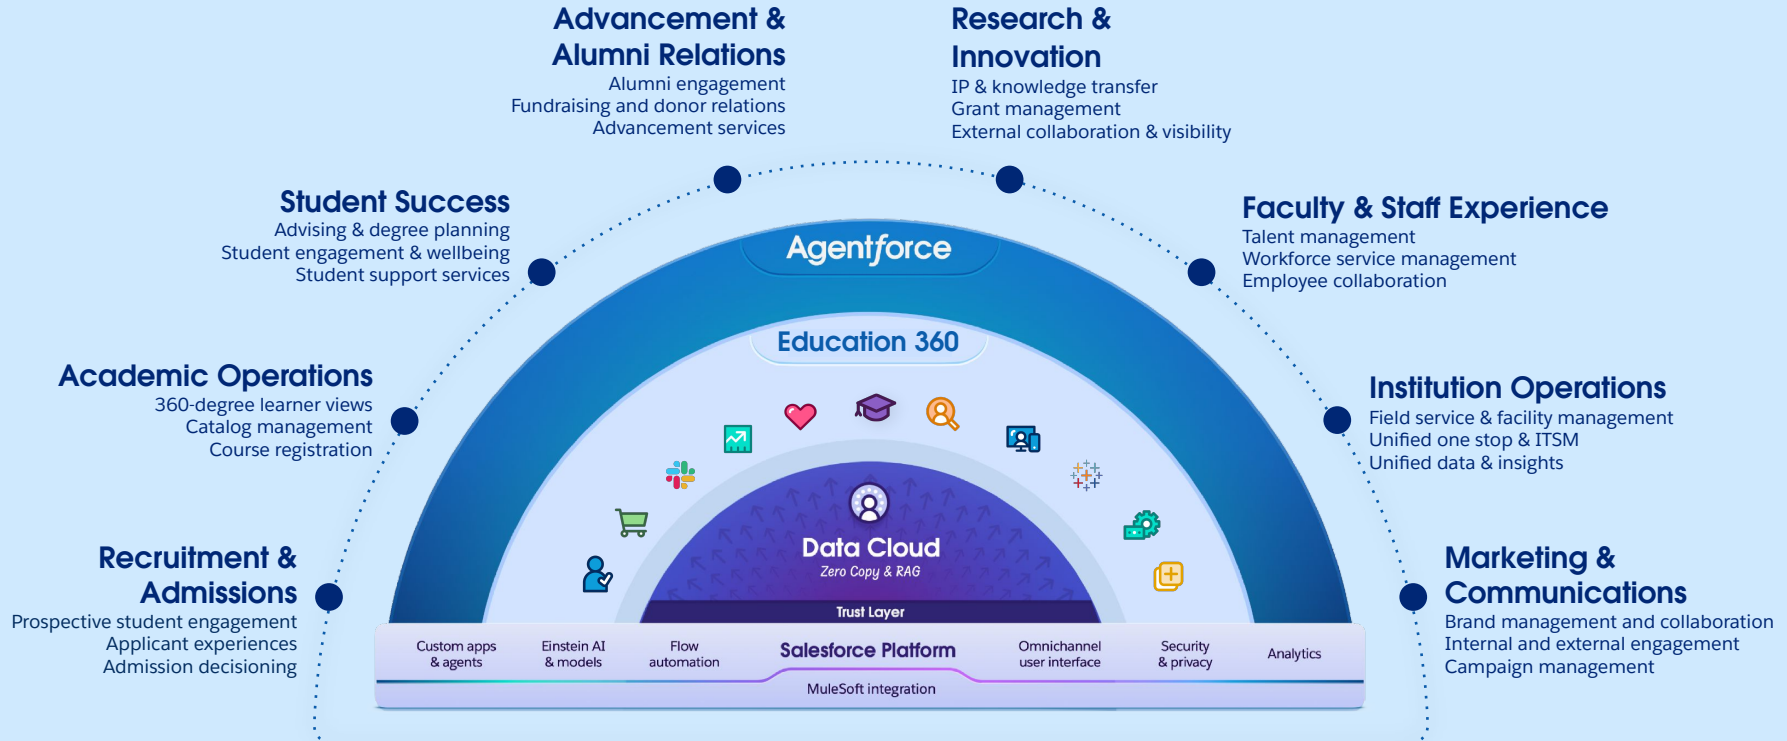 Advancement &
Alumni Relations
Alumni engagement
Fundraising and donor relations
Advancement services
Research &
Innovation
IP & knowledge transfer
Grant management
External collaboration & visibility
Student Success
Advising & degree planning
Student engagement & wellbeing
Student support services
Faculty & Staff Experience
Talent management
Workforce service management
Employee collaboration
Academic Operations
360-degree learner views
Catalog management
Course registration
Institution Operations
Field service & facility management
Unified one stop & ITSM
Unified data & insights
Recruitment &
Admissions
Prospective student engagement
Applicant experiences
Admission decisioning
Marketing &
Communications
Brand management and collaboration
Internal and external engagement
Campaign management
Agentforce
Education 360
Data Cloud
Zero Copy & RAG
Trust Layer
Custom apps
& agents
Einstein AI
& models
Flow
automation
Salesforce Platform
Omnichannel
user interface
Security
& privacy
Analytics
MuleSoft integration